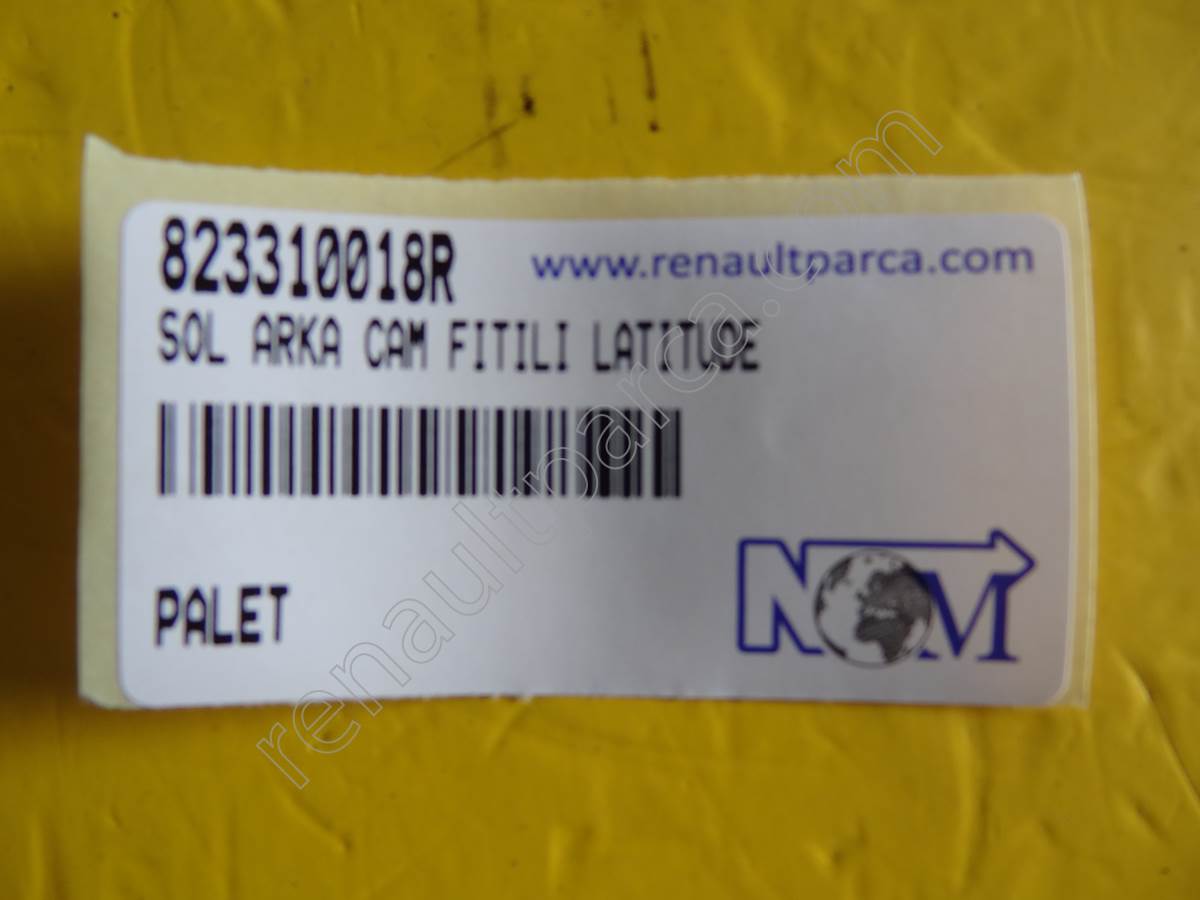 823310018R
www.renaultparca.com
SOL ARKA CAM FITILI LATITUDE
PALET
NOM
renaultparca.com